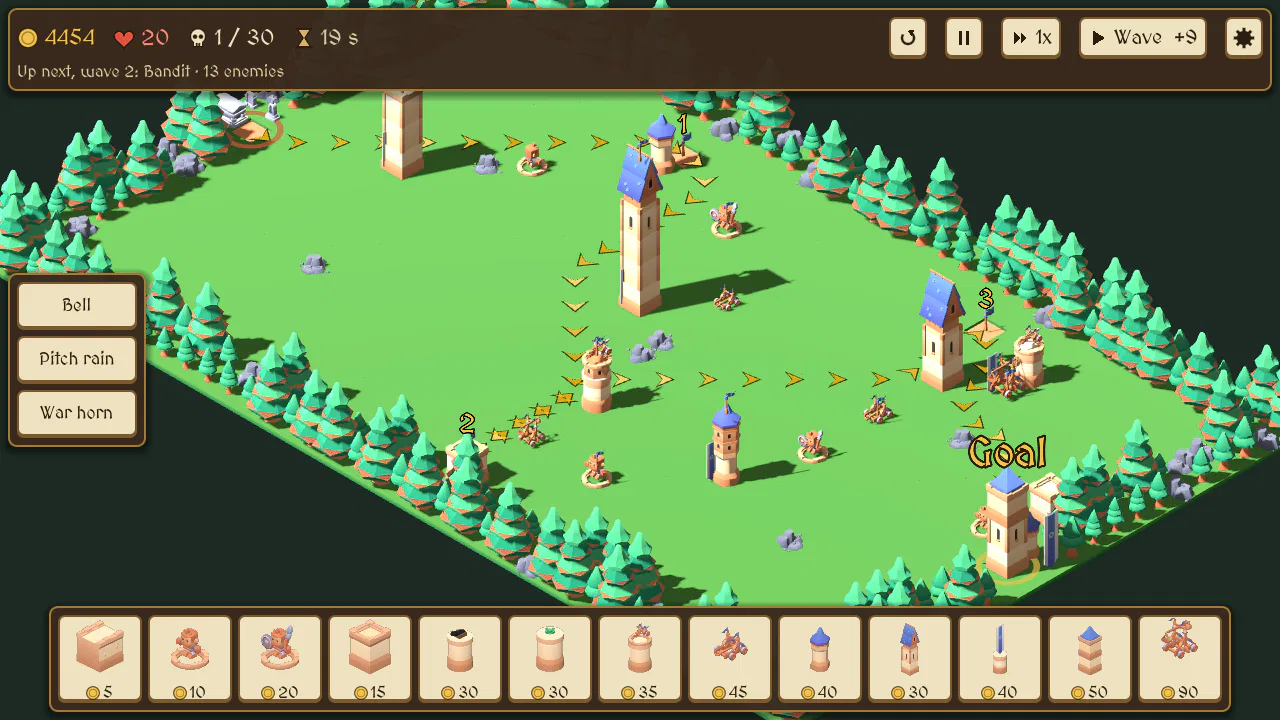 4454 20 1 / 30 19 s 1x Wave +9
Up next, wave 2: Bandit · 13 enemies
1
Bell
3
Pitch rain
War horn
2
Goal
5 10 20 15 30 30 35 45 40 30 40 50 90